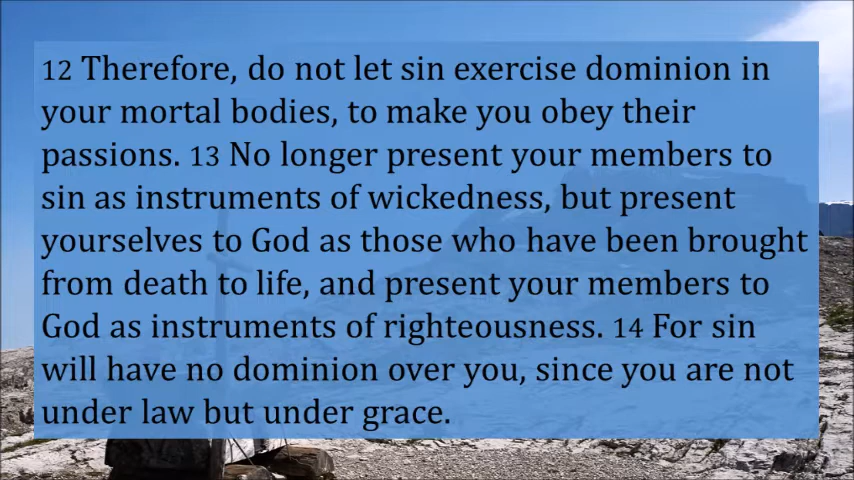 12 Therefore, do not let sin exercise dominion in
your mortal bodies, to make you obey their
passions. 13 No longer present your members to
sin as instruments of wickedness, but present
yourselves to God as those who have been brought
from death to life, and present your members to
God as instruments of righteousness. 14 For sin
will have no dominion over you, since you are not
under law but under grace.